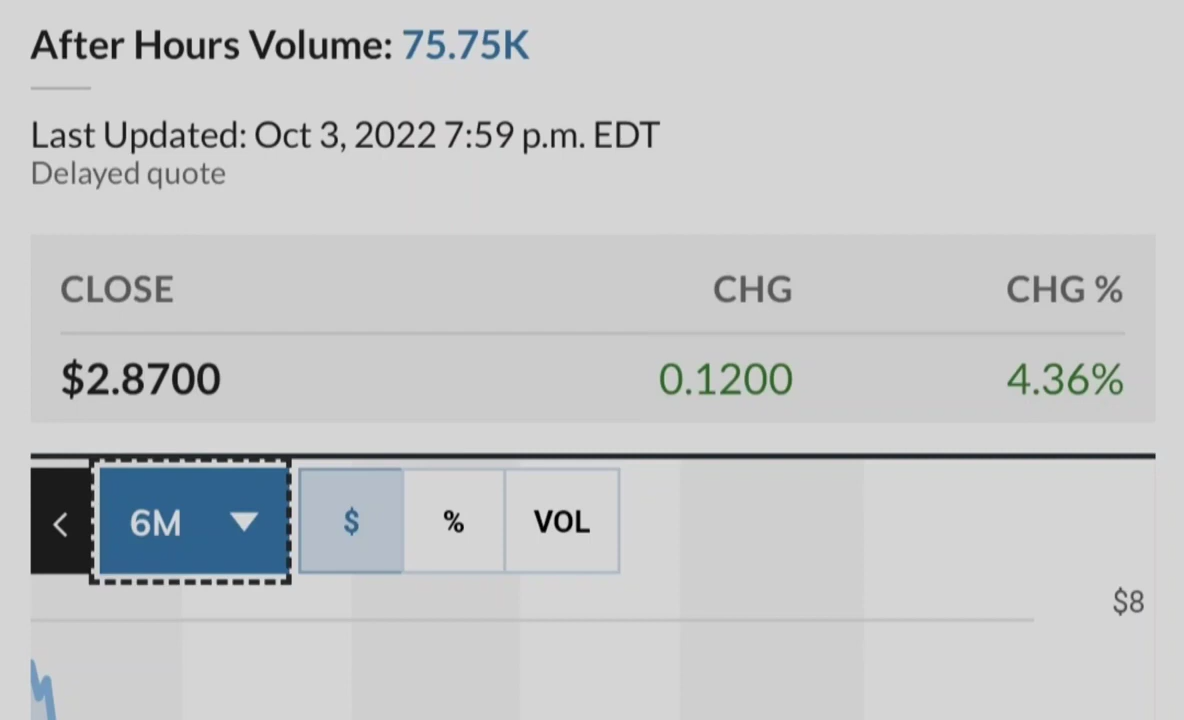 After Hours Volume: 75.75K
Last Updated: Oct 3, 2022 7:59 p.m. EDT
Delayed quote
CLOSE CHG CHG %
$2.8700 0.1200 4.36%
6M $ % VOL
$8